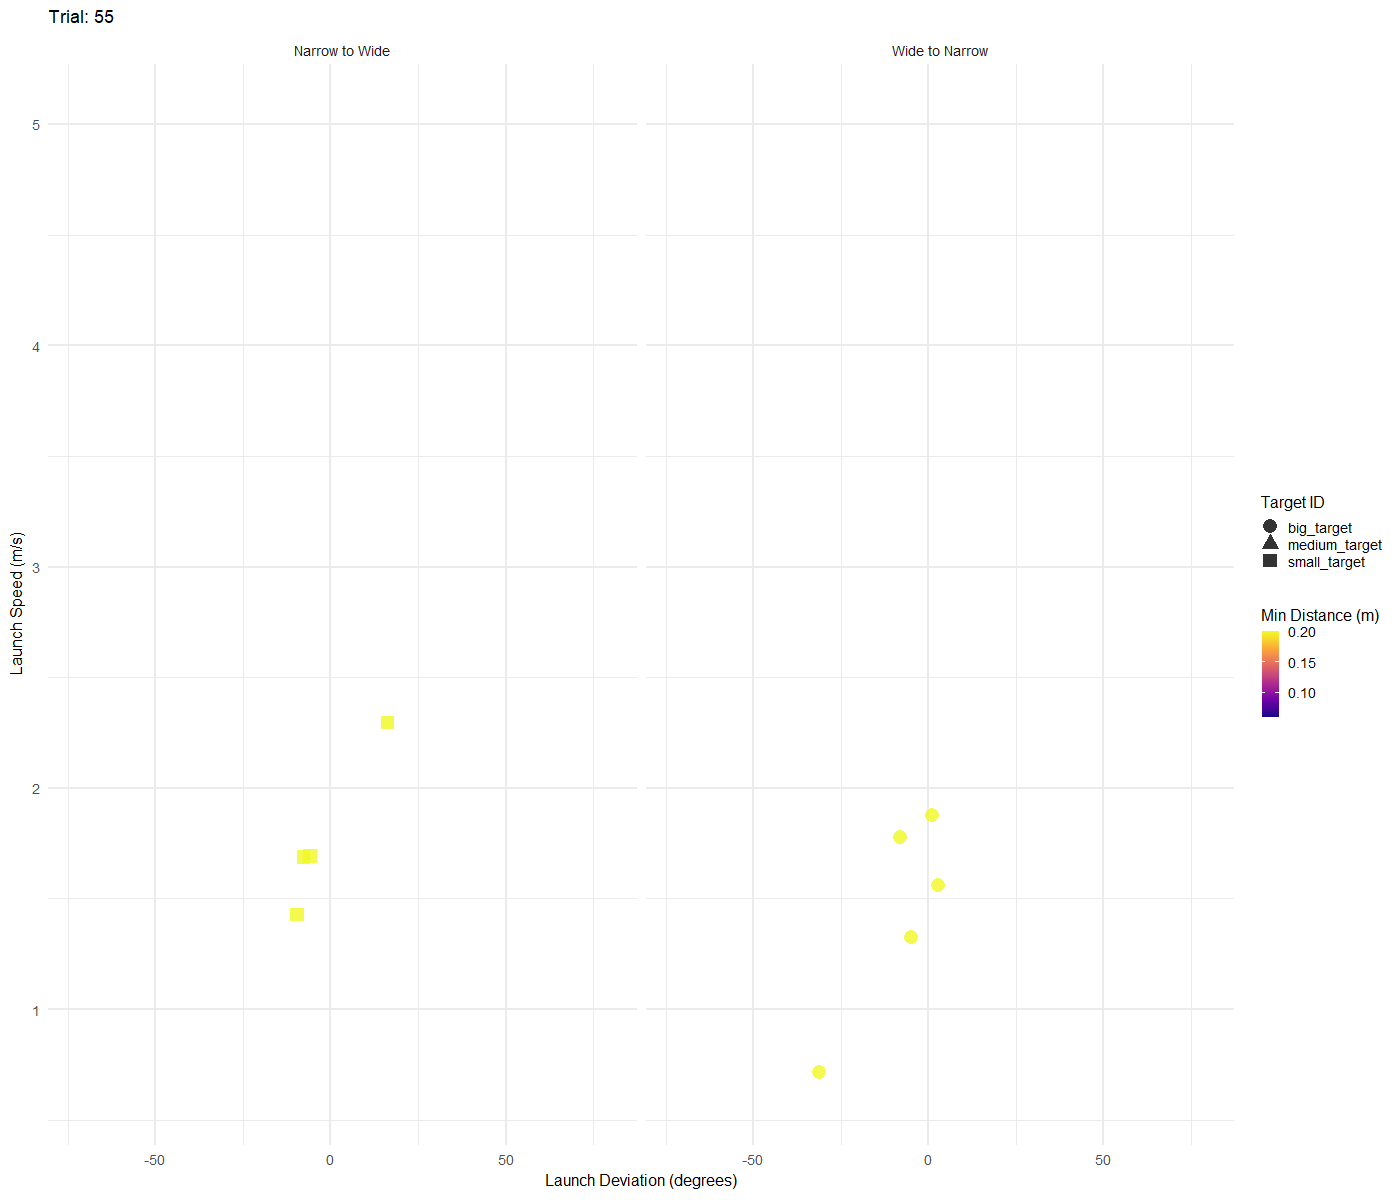 Trial: 55
Narrow to Wide
Wide to Narrow
5
4
3
2
1
Launch Speed (m/s)
-50
0
50
-50
0
50
Launch Deviation (degrees)
Target ID
big_target
medium_target
small_target
Min Distance (m)
0.20
0.15
0.10